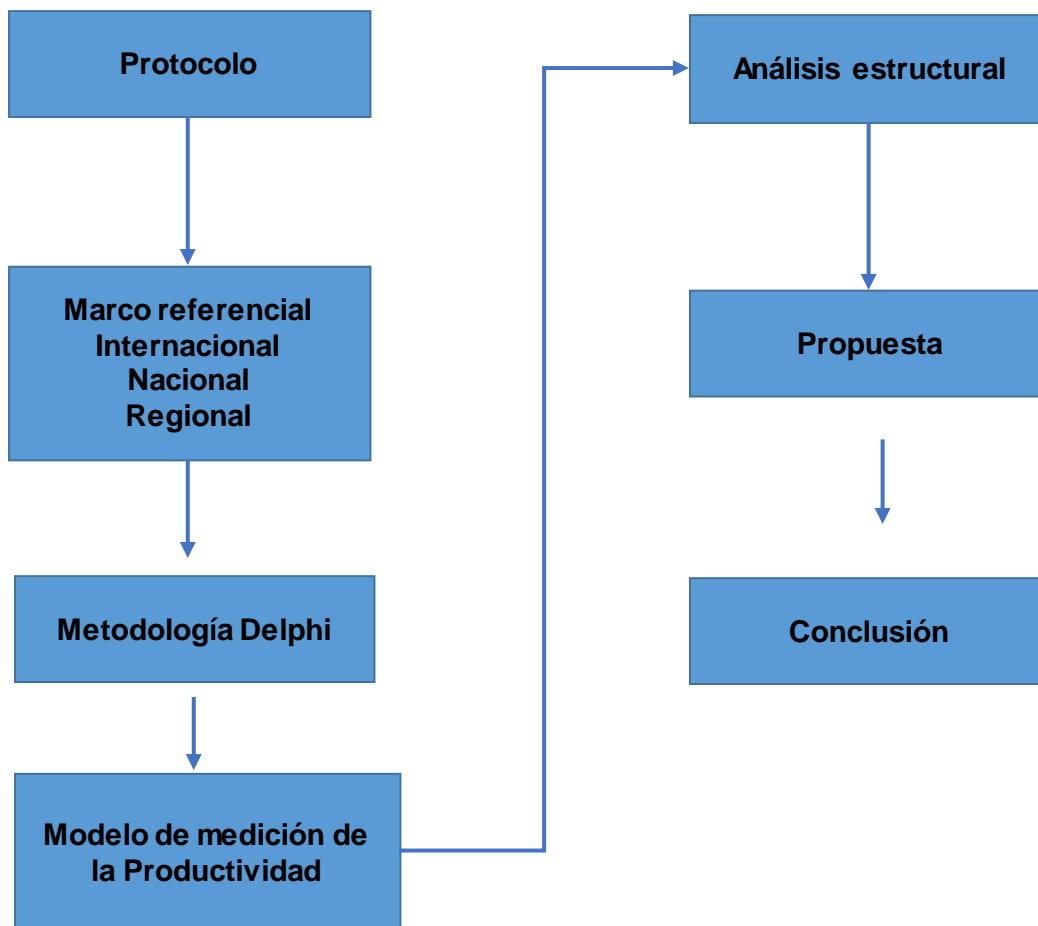 Protocolo
Marco referencial
Internacional
Nacional
Regional
Metodología Delphi
Modelo de medición de
la Productividad
Análisis estructural
Propuesta
Conclusión